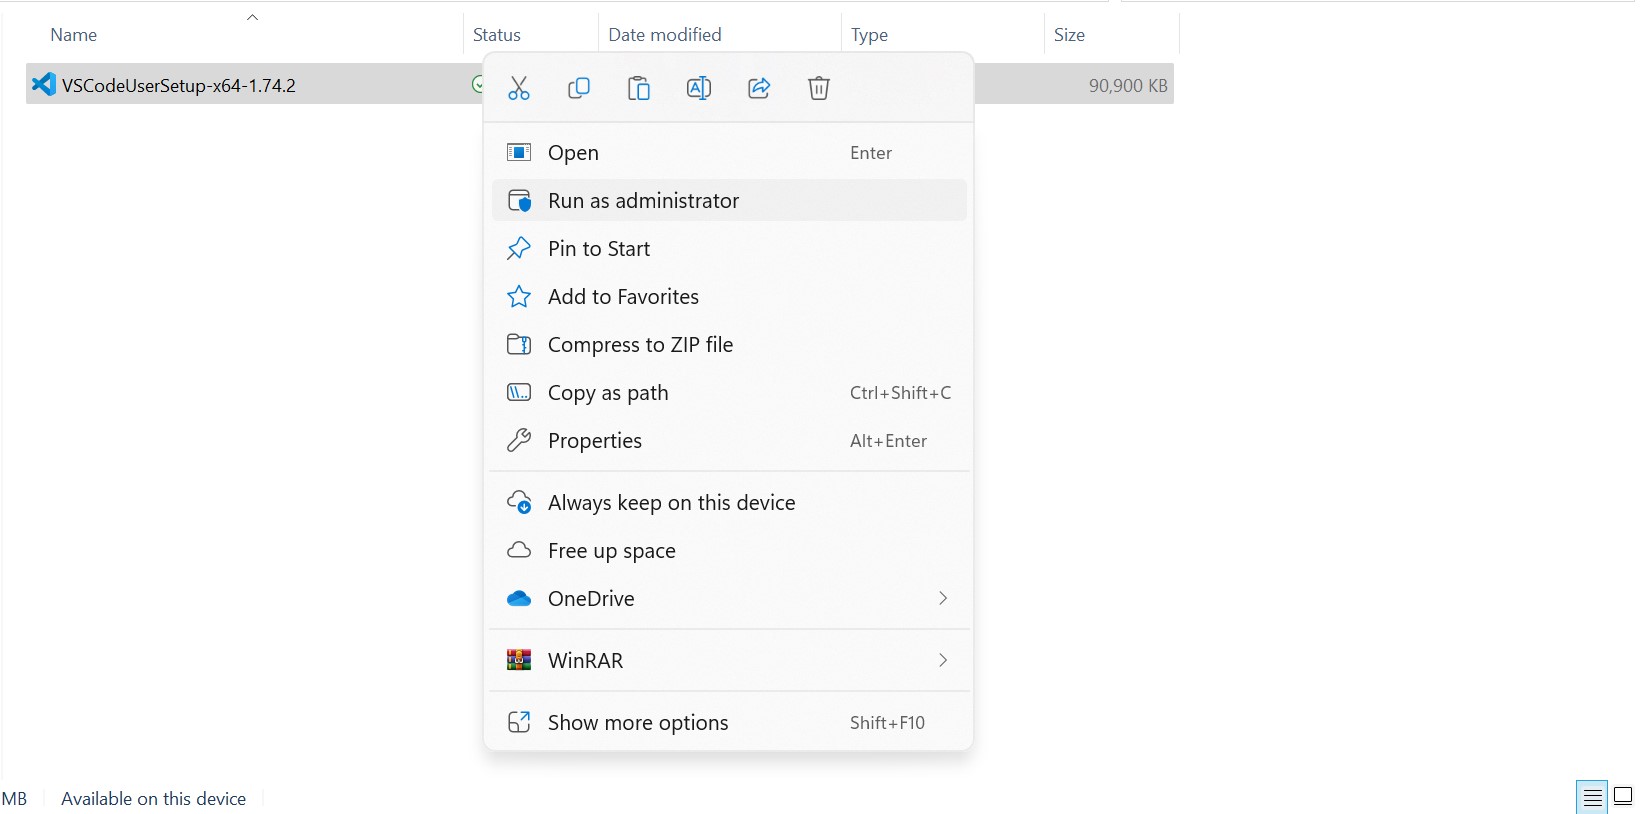 Name Status Date modified Type Size
VSCodeUserSetup-x64-1.74.2 90,900 KB
Open Enter
Run as administrator
Pin to Start
Add to Favorites
Compress to ZIP file
Copy as path Ctrl+Shift+C
Properties Alt+Enter
Always keep on this device
Free up space
OneDrive
WinRAR
Show more options Shift+F10
MB Available on this device